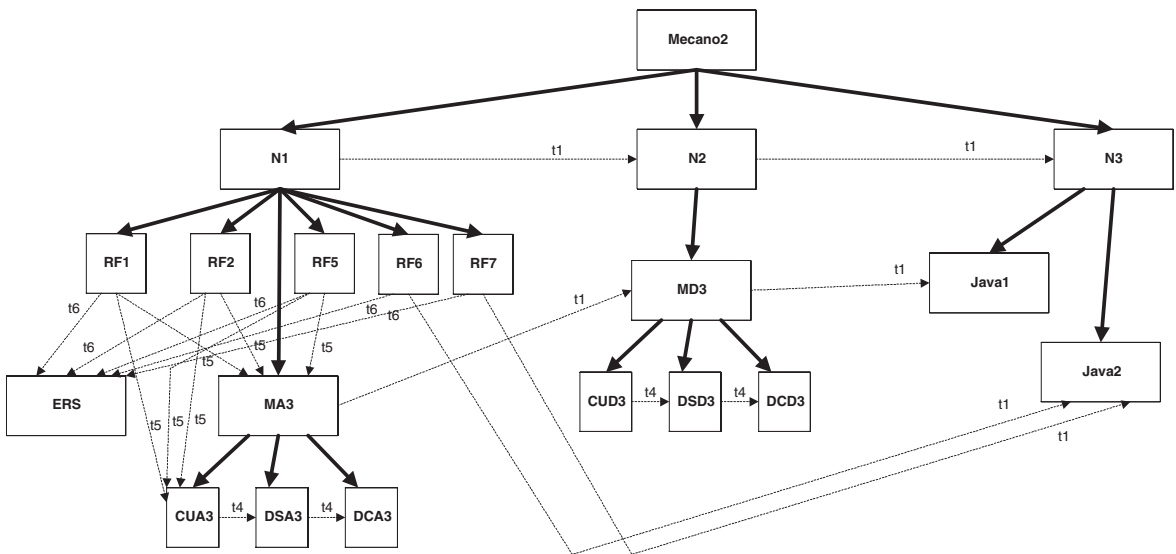 Mecano2
N1
t1
N2
t1
N3
RF1
RF2
RF5
RF6
RF7
t6
t6
t6
t6
t1
MD3
t1
Java1
t5
t5
t5
ERS
MA3
CUD3
t4
DSD3
t4
DCD3
Java2
t5
t5
t5
t1
t1
CUA3
t4
DSA3
t4
DCA3